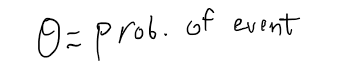 θ ≈ prob. of event